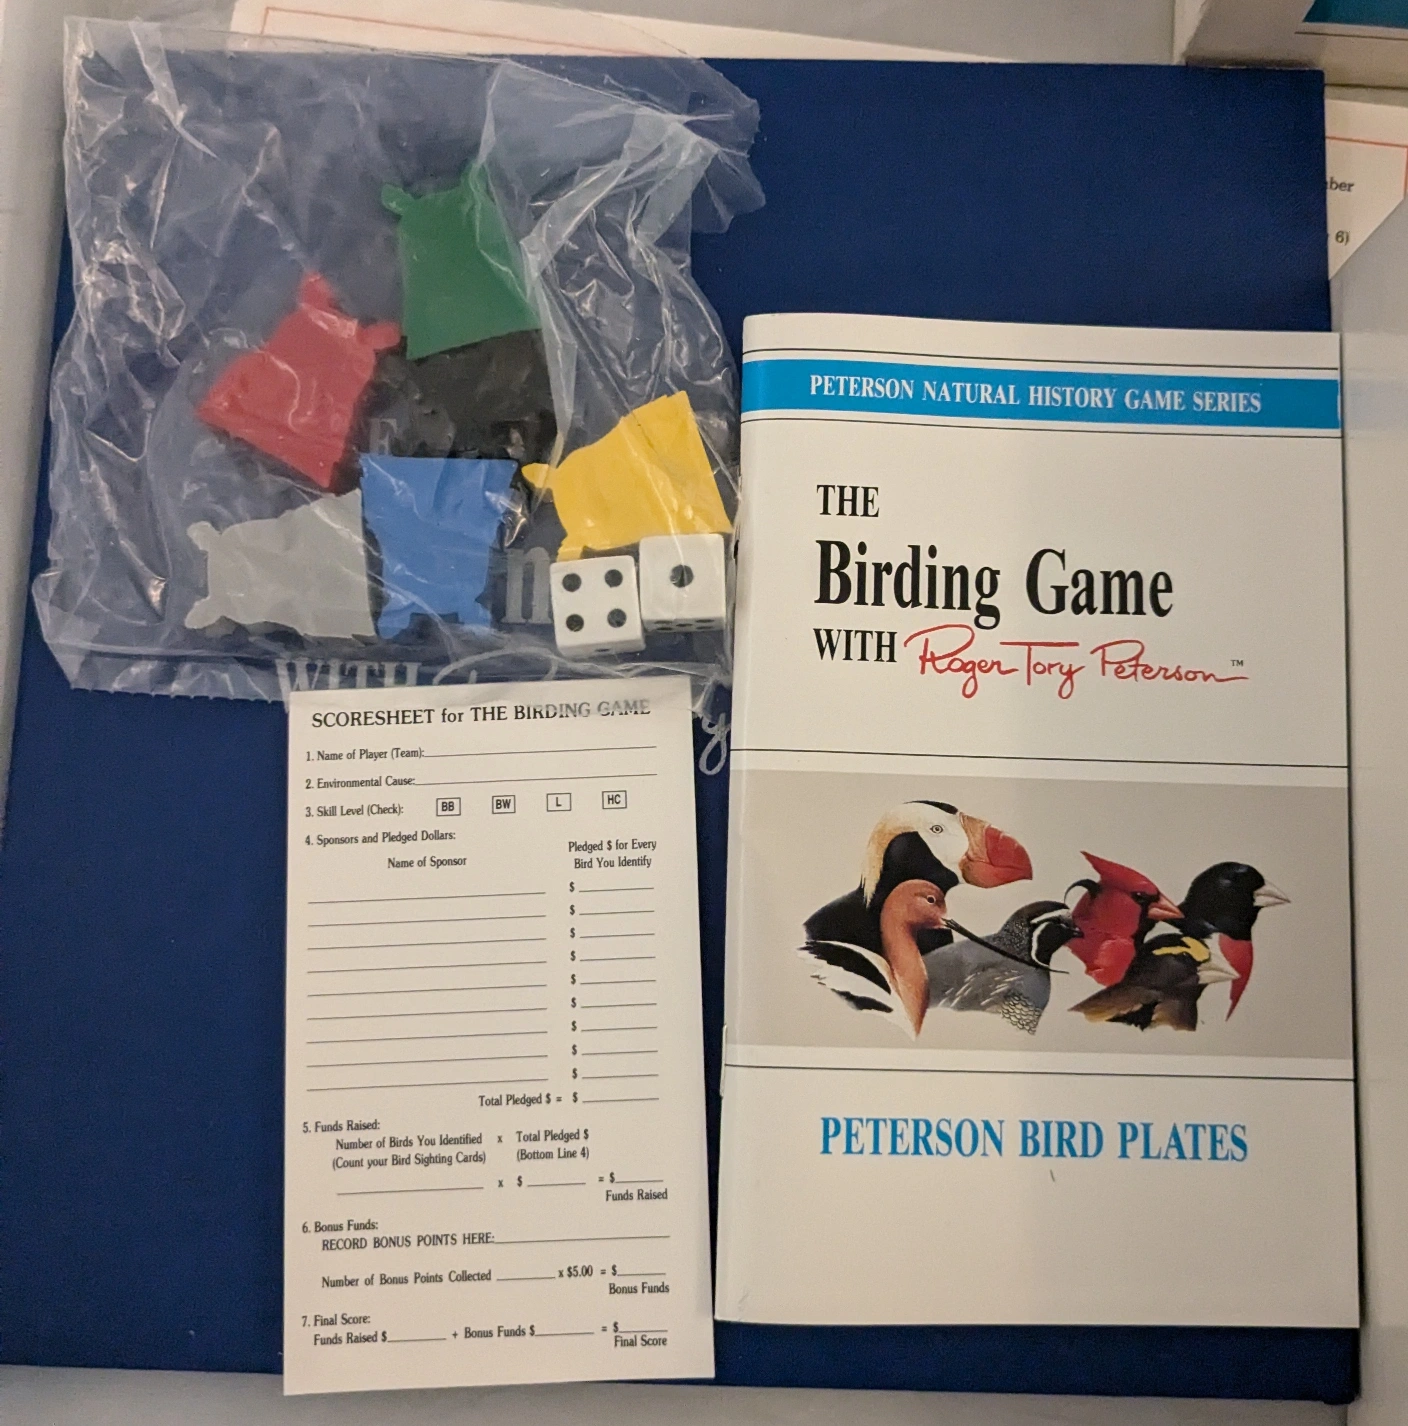 ber
6)
PETERSON NATURAL HISTORY GAME SERIES
THE
Birding Game
WITH Roger Tory Peterson™
PETERSON BIRD PLATES
WITH
SCORESHEET for THE BIRDING GAME
1. Name of Player (Team):
2. Environmental Cause:
3. Skill Level (Check): BB BW L HC
4. Sponsors and Pledged Dollars:
Name of Sponsor
Pledged $ for Every
Bird You Identify
$
$
$
$
$
$
$
$
$
Total Pledged $ = $
5. Funds Raised:
Number of Birds You Identified x Total Pledged $
(Count your Bird Sighting Cards) (Bottom Line 4)
x $ = $
Funds Raised
6. Bonus Funds:
RECORD BONUS POINTS HERE:
Number of Bonus Points Collected x $5.00 = $
Bonus Funds
7. Final Score:
Funds Raised $ + Bonus Funds $ = $
Final Score